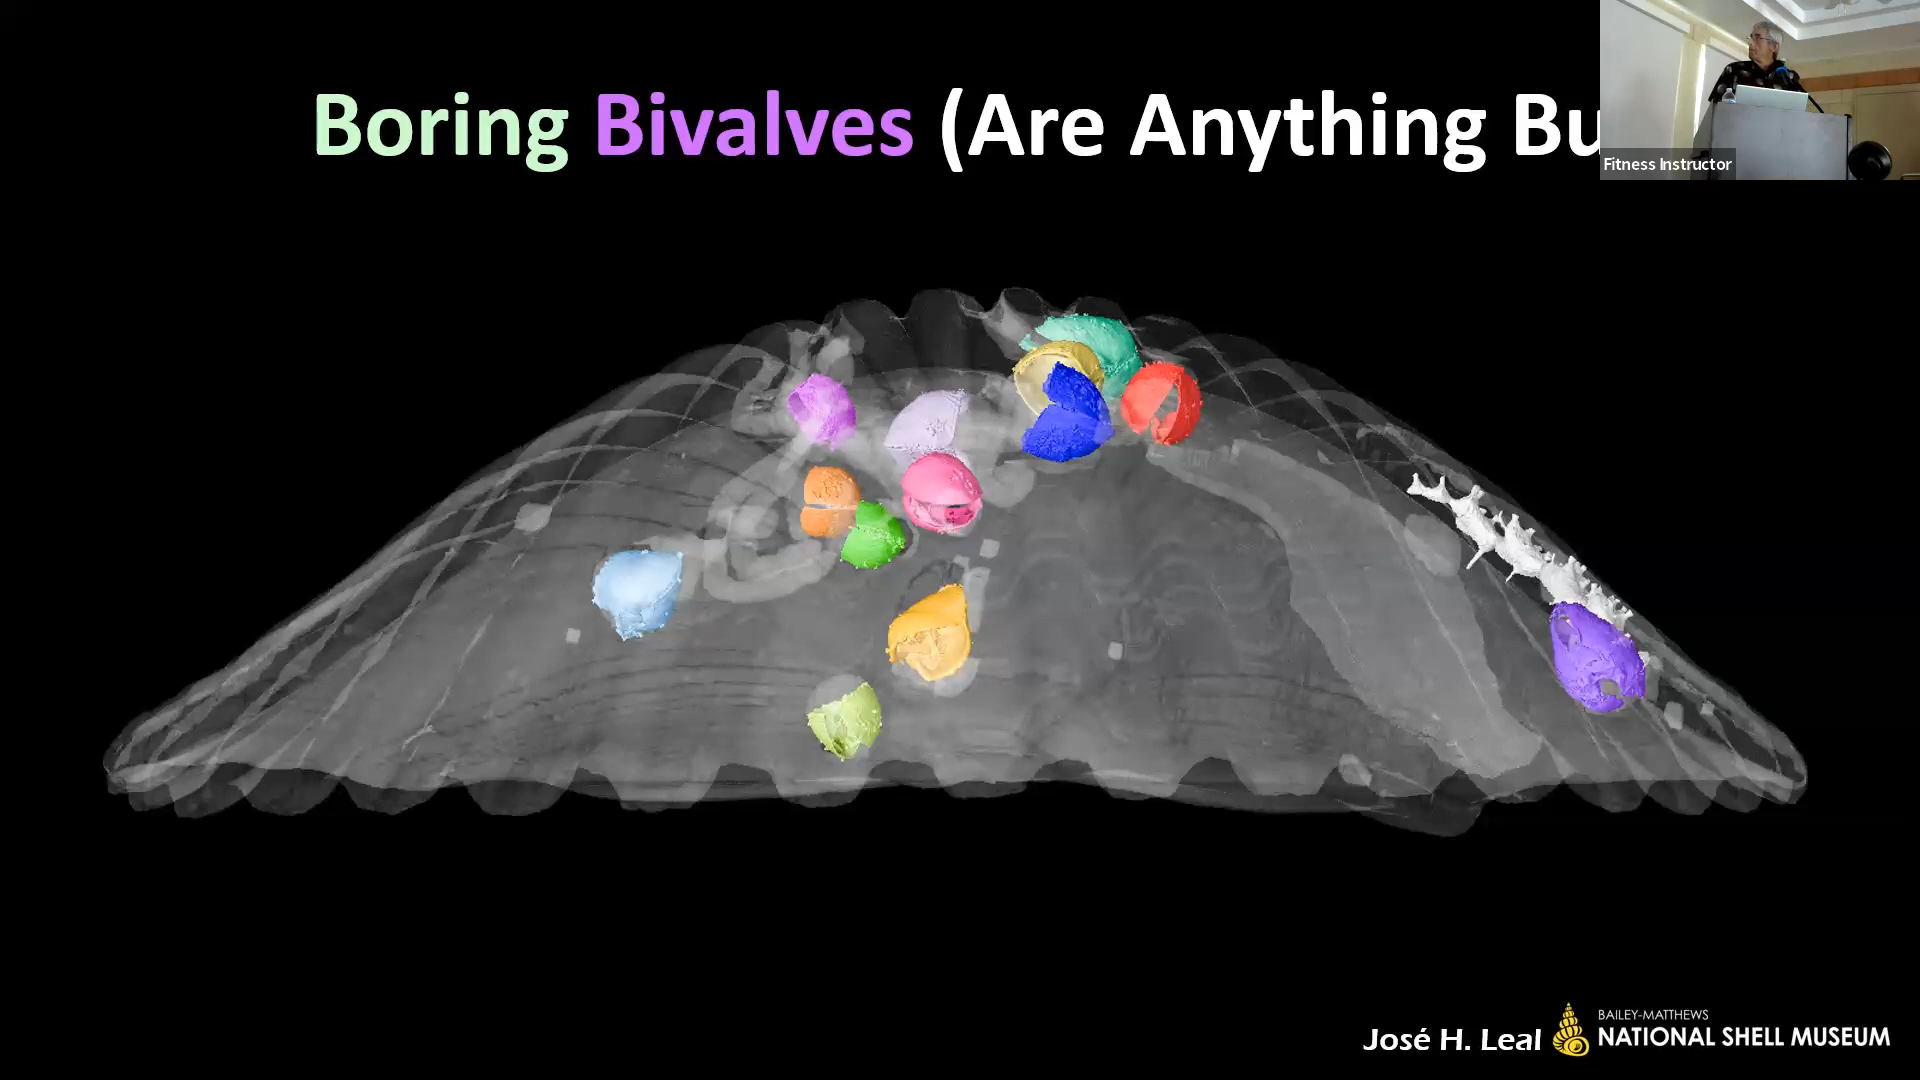 Boring Bivalves (Are Anything Bu
Fitness Instructor
José H. Leal
BAILEY-MATTHEWS
NATIONAL SHELL MUSEUM